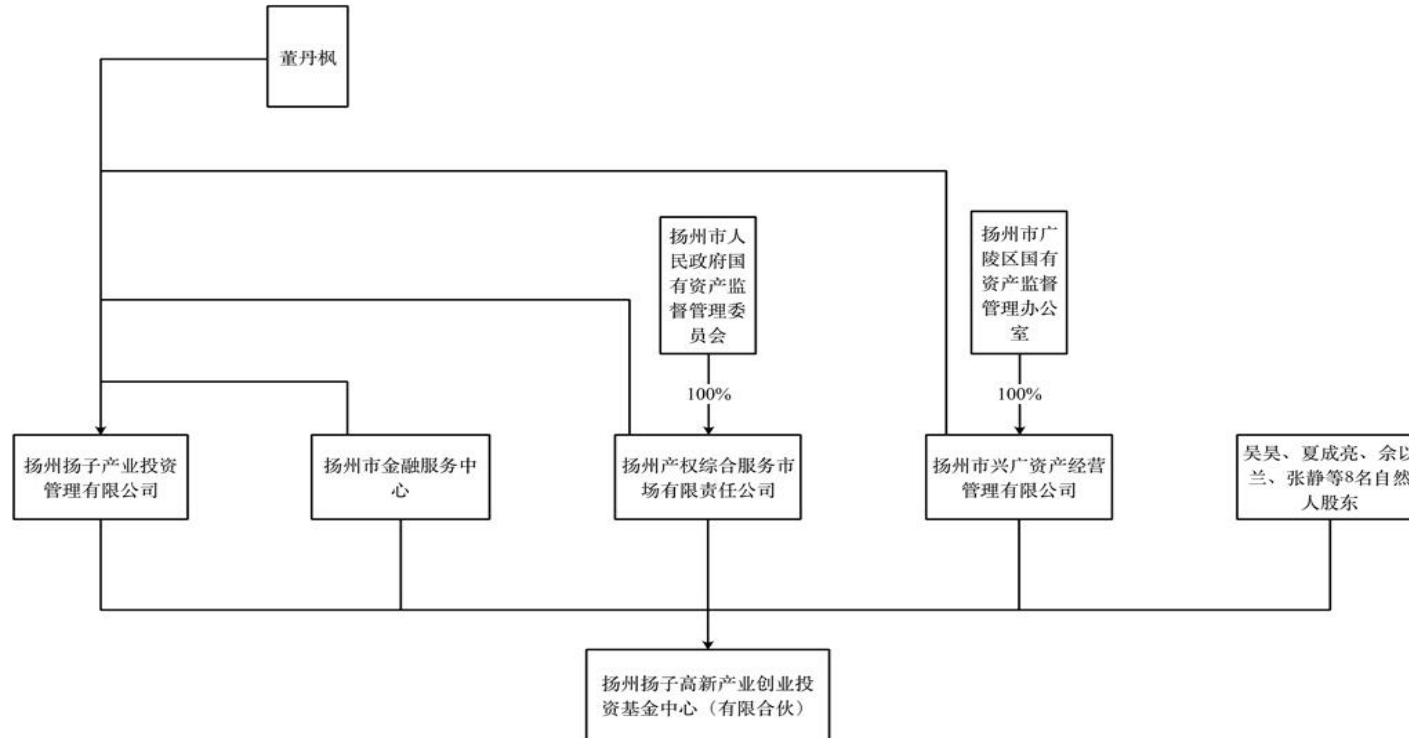 董丹枫
扬州市人
民政府国
有资产监
督管理委
员会
扬州市广
陵区国有
资产监督
管理办公
室
100%
100%
扬州扬子产业投资
管理有限公司
扬州市金融服务中
心
扬州产权综合服务市
场有限责任公司
扬州市兴广资产经营
管理有限公司
吴昊、夏成亮、佘以
兰、张静等8名自然
人股东
扬州扬子高新产业创业投
资基金中心（有限合伙）